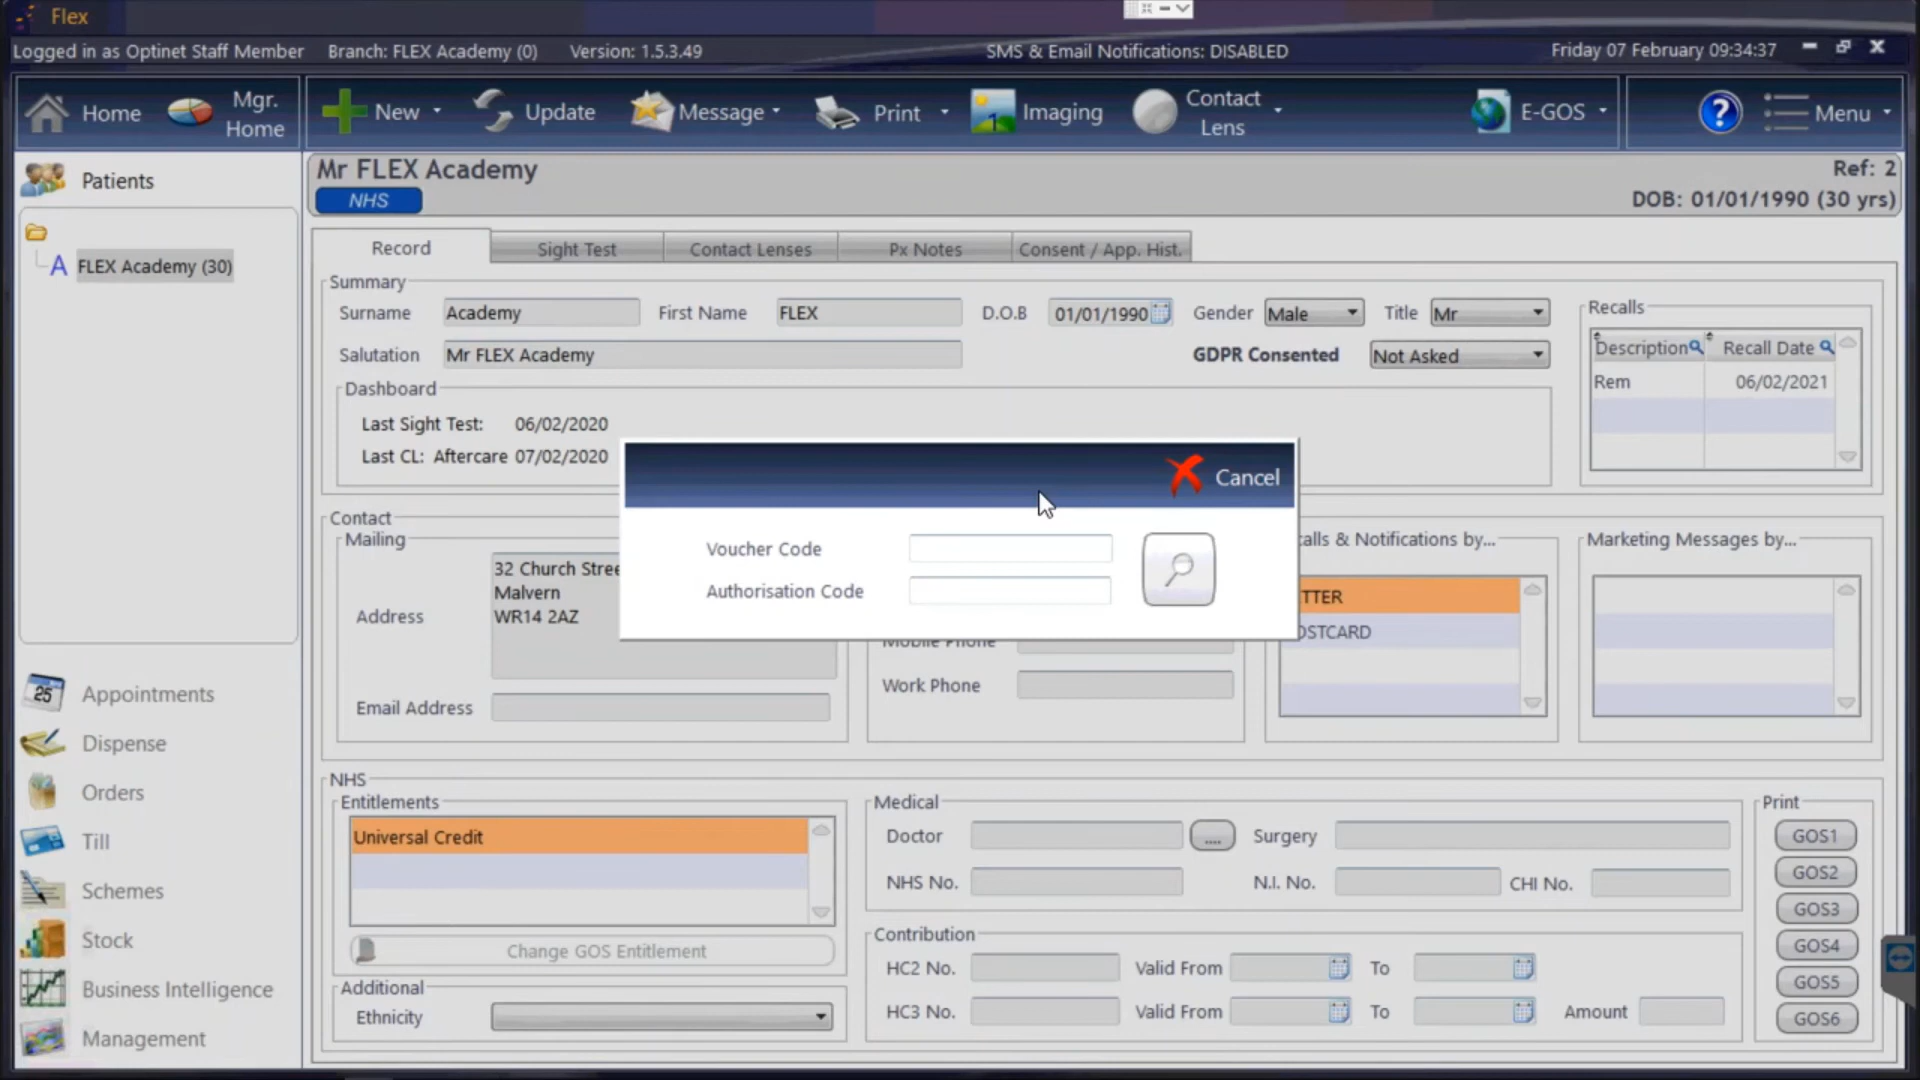 Flex
Logged in as Optinet Staff Member Branch: FLEX Academy (0) Version: 1.5.3.49 SMS & Email Notifications: DISABLED Friday 07 February 09:34:37
Home Mgr. Home New Update Message Print Imaging Contact Lens E-GOS ? Menu
Patients
FLEX Academy (30)
Appointments
Dispense
Orders
Till
Schemes
Stock
Business Intelligence
Management
Mr FLEX Academy Ref: 2
NHS DOB: 01/01/1990 (30 yrs)
Record Sight Test Contact Lenses Px Notes Consent / App. Hist.
Summary
Surname Academy First Name FLEX D.O.B 01/01/1990 Gender Male Title Mr
Salutation Mr FLEX Academy GDPR Consented Not Asked
Recalls
Description Recall Date
Rem 06/02/2021
Dashboard
Last Sight Test: 06/02/2020
Last CL: Aftercare 07/02/2020
Cancel
Voucher Code
Authorisation Code
Contact
Mailing
Address 32 Church Stree
Malvern
WR14 2AZ
Email Address
Mobile Phone
Work Phone
alls & Notifications by...
TTER
OSTCARD
Marketing Messages by...
NHS
Entitlements
Universal Credit
Change GOS Entitlement
Additional
Ethnicity
Medical
Doctor .... Surgery
NHS No. N.I. No. CHI No.
Contribution
HC2 No. Valid From To
HC3 No. Valid From To Amount
Print
GOS1
GOS2
GOS3
GOS4
GOS5
GOS6
25